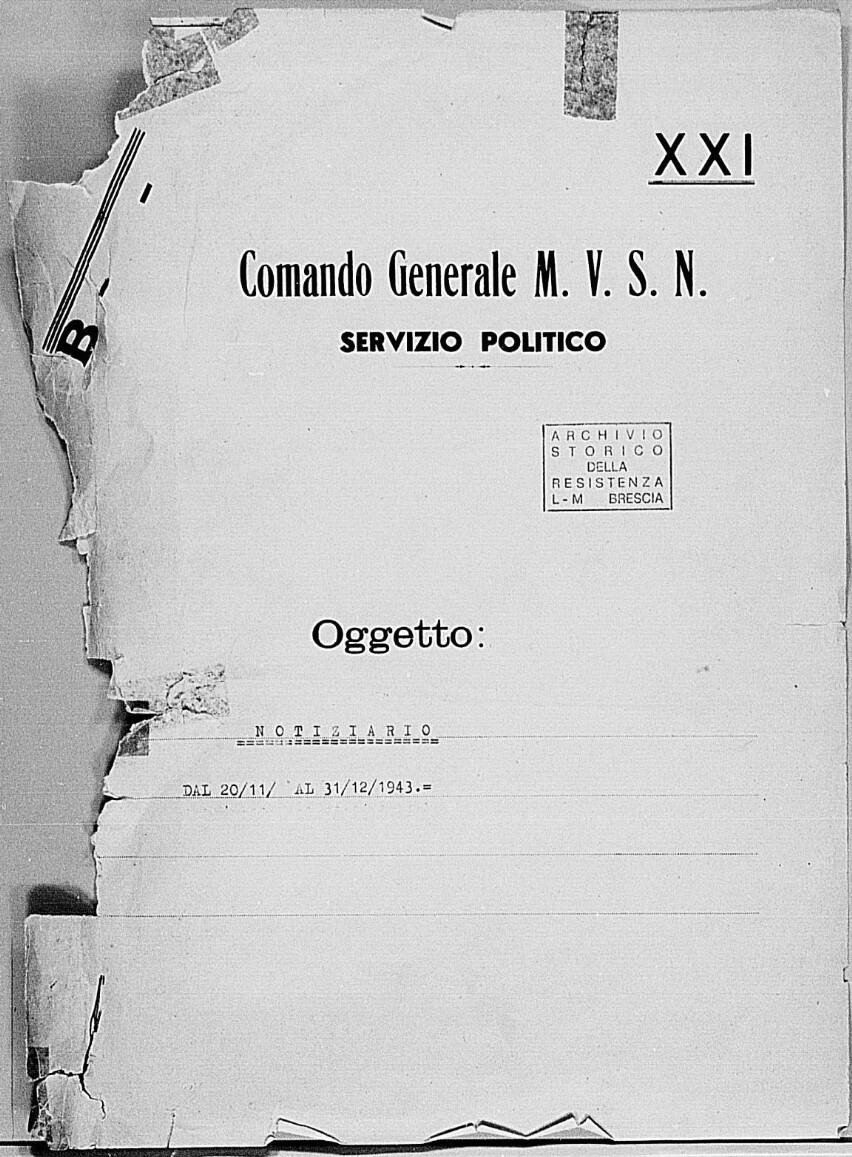 XXI
Comando Generale M. V. S. N.
SERVIZIO POLITICO
B
ARCHIVIO
STORICO
DELLA
RESISTENZA
L-M BRESCIA
Oggetto:
NOTIZIARIO
DAL 20/11/ AL 31/12/1943.=